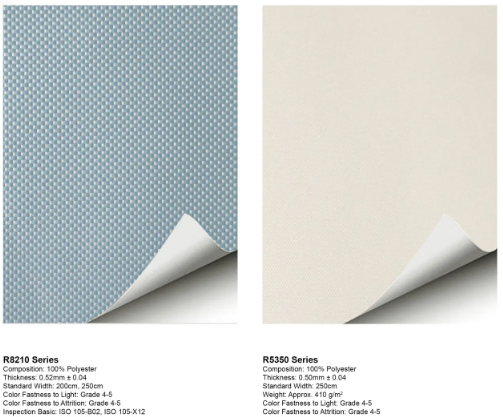 R8210 Series
Composition: 100% Polyester
Thickness: 0.52mm ± 0.04
Standard Width: 200cm, 250cm
Color Fastness to Light: Grade 4-5
Color Fastness to Attrition: Grade 4-5
Inspection Basic: ISO 105-B02, ISO 105-X12
R5350 Series
Composition: 100% Polyester
Thickness: 0.50mm ± 0.04
Standard Width: 250cm
Weight: Approx. 410 g/m²
Color Fastness to Light: Grade 4-5
Color Fastness to Attrition: Grade 4-5